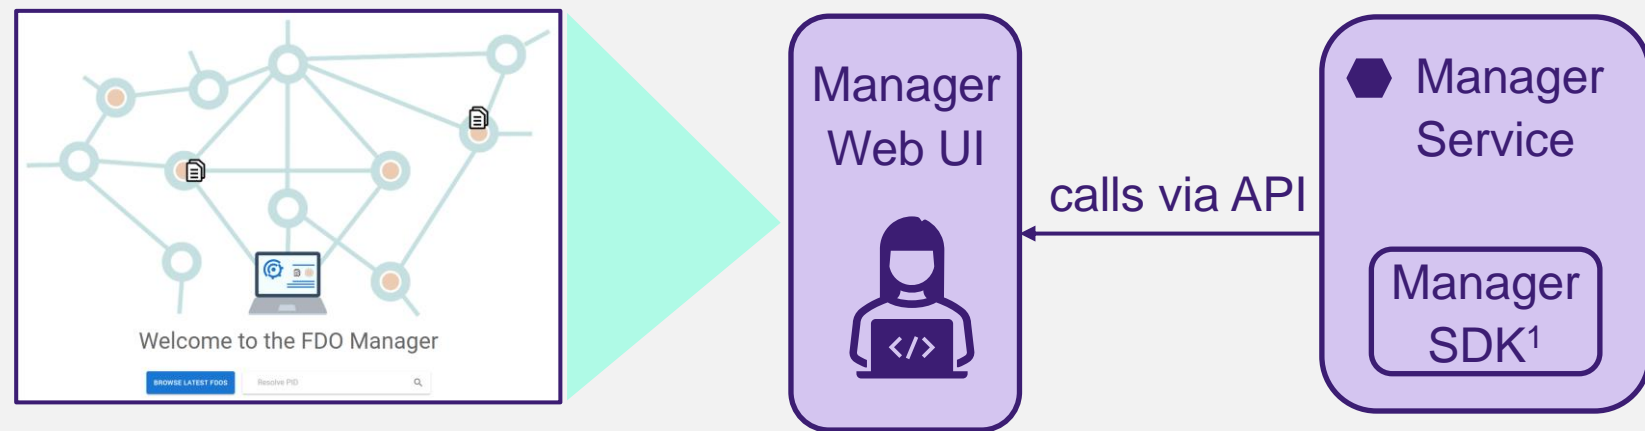 Welcome to the FDO Manager
BROWSE LATEST FDOS
Resolve PID
Manager
Web UI
</>
calls via API
Manager
Service
Manager
SDK¹